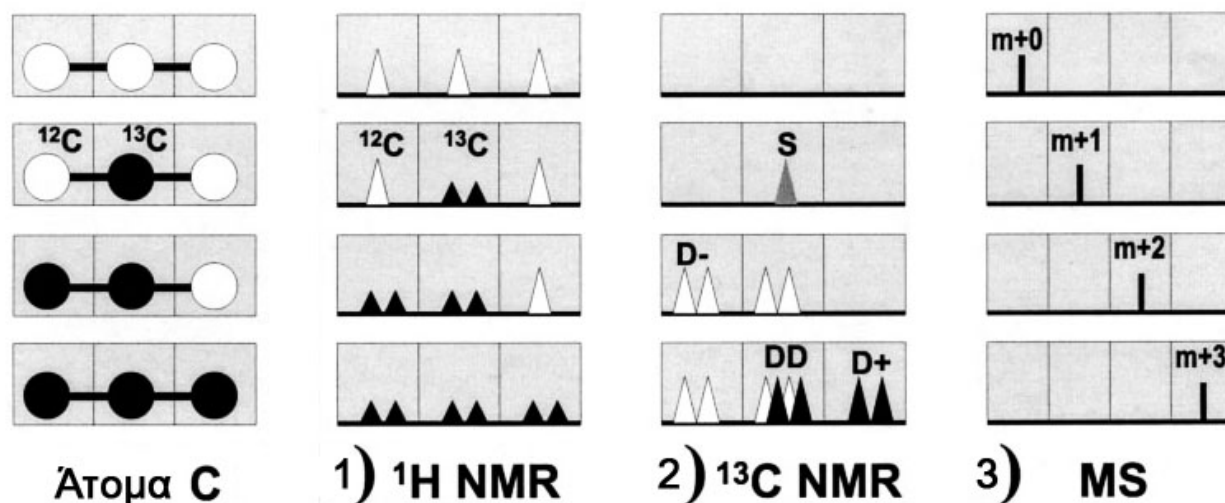 m+0
¹²C ¹³C ¹²C ¹³C S m+1
D- m+2
DD D+ m+3
Άτομα C 1) ¹H NMR 2) ¹³C NMR 3) MS